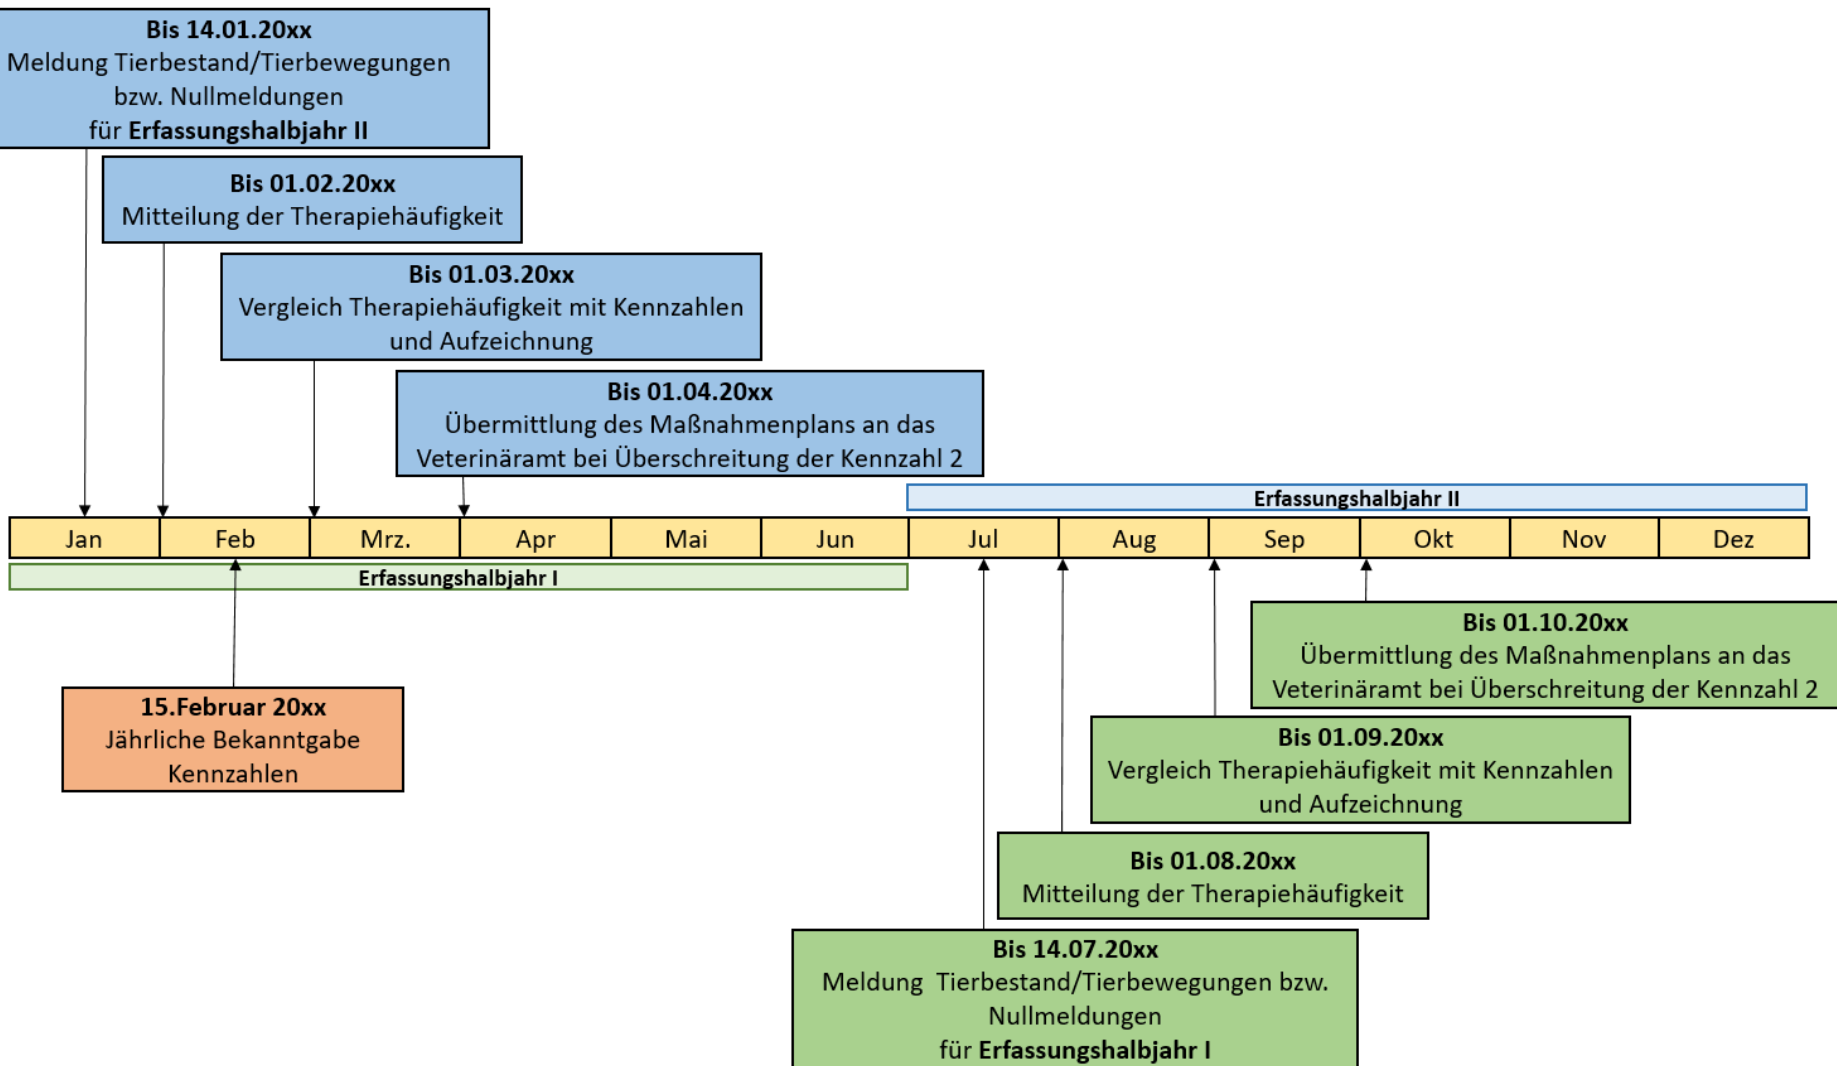 Bis 14.01.20xx
Meldung Tierbestand/Tierbewegungen
bzw. Nullmeldungen
für Erfassungshalbjahr II
Bis 01.02.20xx
Mitteilung der Therapiehäufigkeit
Bis 01.03.20xx
Vergleich Therapiehäufigkeit mit Kennzahlen
und Aufzeichnung
Bis 01.04.20xx
Übermittlung des Maßnahmenplans an das
Veterinäramt bei Überschreitung der Kennzahl 2
Erfassungshalbjahr II
Jan Feb Mrz. Apr Mai Jun Jul Aug Sep Okt Nov Dez
Erfassungshalbjahr I
15.Februar 20xx
Jährliche Bekanntgabe
Kennzahlen
Bis 01.10.20xx
Übermittlung des Maßnahmenplans an das
Veterinäramt bei Überschreitung der Kennzahl 2
Bis 01.09.20xx
Vergleich Therapiehäufigkeit mit Kennzahlen
und Aufzeichnung
Bis 01.08.20xx
Mitteilung der Therapiehäufigkeit
Bis 14.07.20xx
Meldung Tierbestand/Tierbewegungen bzw.
Nullmeldungen
für Erfassungshalbjahr I